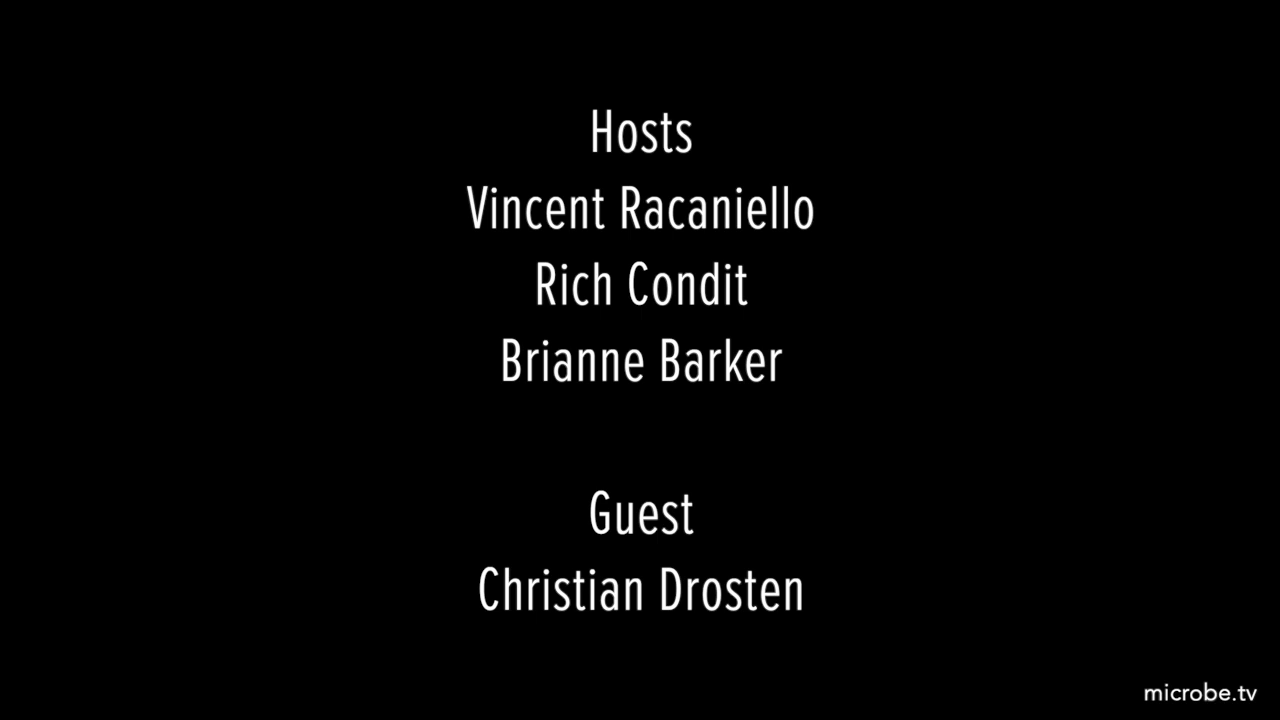 Hosts
Vincent Racaniello
Rich Condit
Brianne Barker
Guest
Christian Drosten
microbe.tv